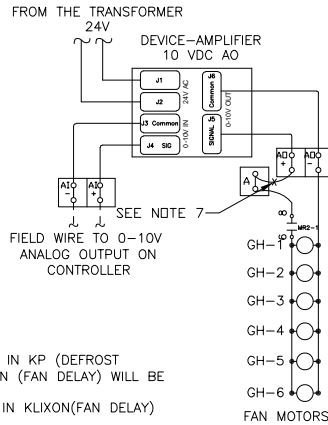 FROM THE TRANSFORMER
24V
DEVICE-AMPLIFIER
10 VDC AO
J1
J2
J3 Common
J4 SIG
24V AC
0-10V IN
Common J6
SIGNAL J5
0-10V OUT
AI
-
AI
+
AO
+
AO
-
A
X
SEE NOTE 7
FIELD WIRE TO 0-10V
ANALOG OUTPUT ON
CONTROLLER
MR2-1
GH-1
GH-2
GH-3
GH-4
GH-5
GH-6
FAN MOTORS
IN KP (DEFROST
N (FAN DELAY) WILL BE
IN KLIXON(FAN DELAY)